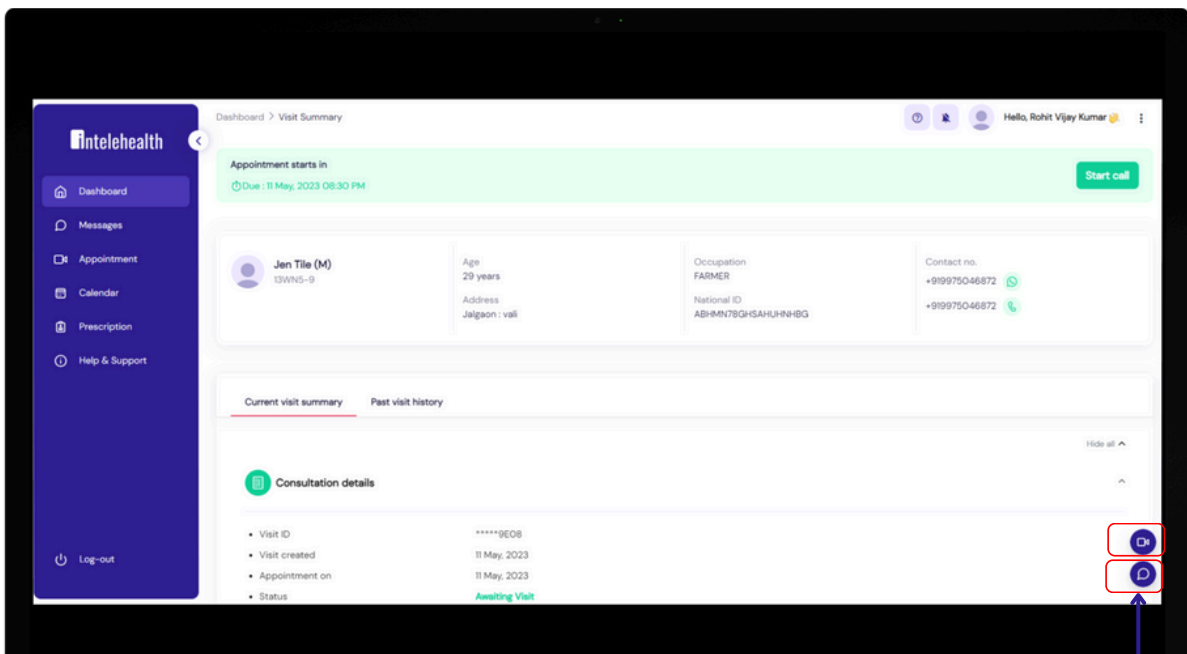 intelehealth
Dashboard > Visit Summary
Hello, Rohit Vijay Kumar
Dashboard
Messages
Appointment
Calendar
Prescription
Help & Support
Log-out
Appointment starts in
Due : 11 May, 2023 08:30 PM
Start call
Jen Tile (M)
13WN5-9
Age
29 years
Address
Jalgaon : vali
Occupation
FARMER
National ID
ABHMN78GHSAHUHNHBG
Contact no.
+919975046872
+919975046872
Current visit summary Past visit history
Hide all
Consultation details
• Visit ID *****9E08
• Visit created 11 May, 2023
• Appointment on 11 May, 2023
• Status Awaiting Visit